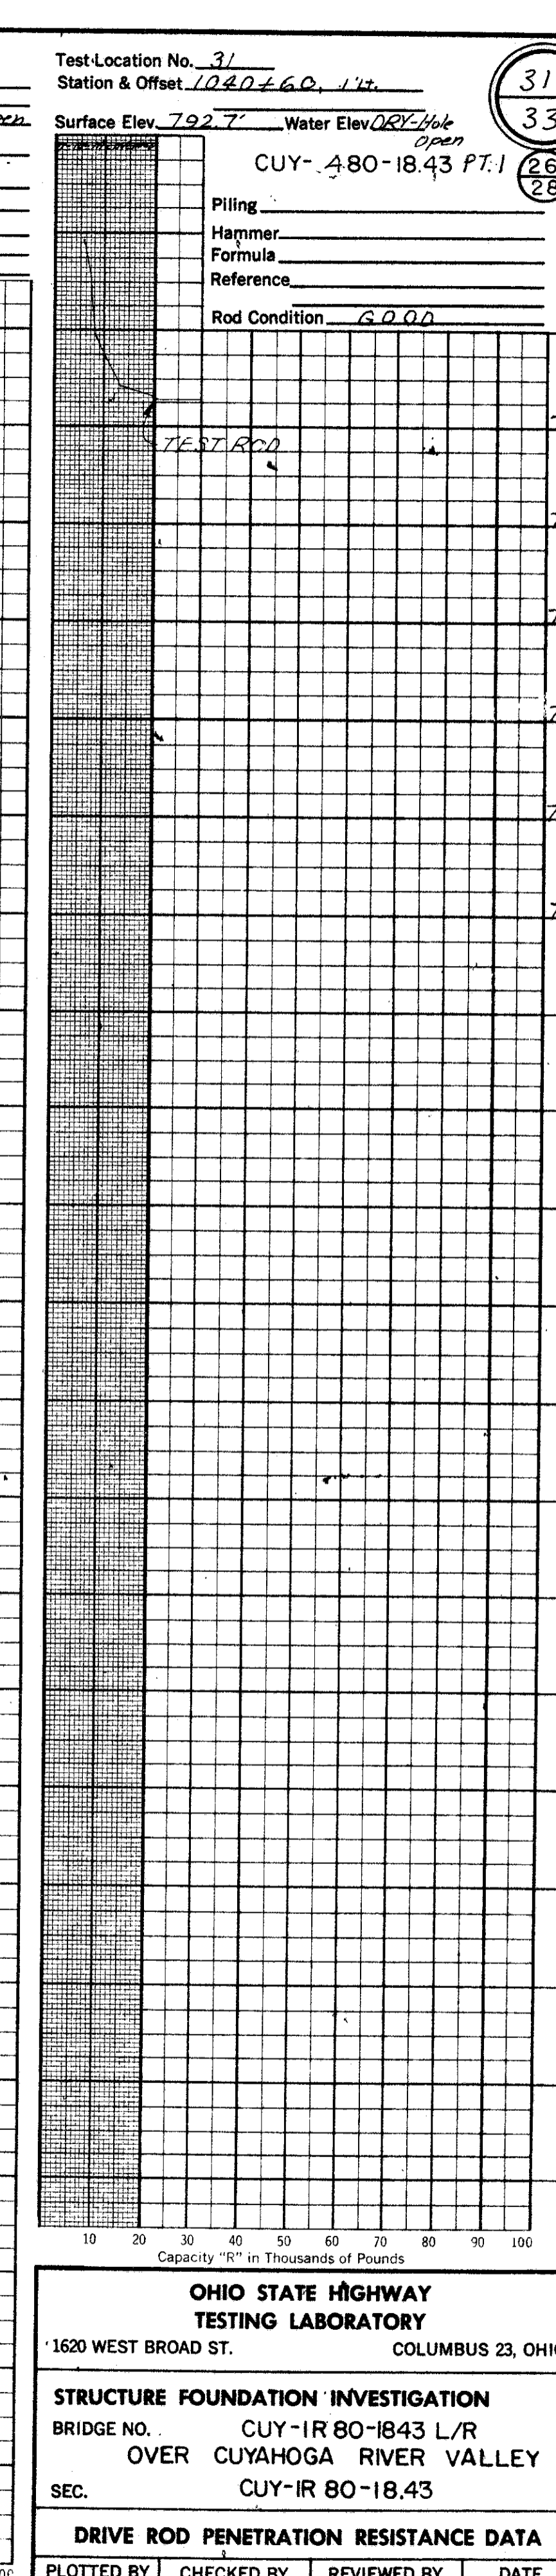 Test Location No. 31
Station & Offset 1040+60, 1' Lt.
31
33
Surface Elev. 792.7' Water Elev. DRY-Hole
open
CUY-480-18.43 PT.1
26
28
Piling
Hammer
Formula
Reference
Rod Condition GOOD
TEST ROD
10 20 30 40 50 60 70 80 90 100
Capacity "R" in Thousands of Pounds
OHIO STATE HIGHWAY
TESTING LABORATORY
1620 WEST BROAD ST. COLUMBUS 23, OHIO
STRUCTURE FOUNDATION INVESTIGATION
BRIDGE NO. CUY-IR 80-1843 L/R
OVER CUYAHOGA RIVER VALLEY
SEC. CUY-IR 80-18.43
DRIVE ROD PENETRATION RESISTANCE DATA
PLOTTED BY CHECKED BY REVIEWED BY DATE